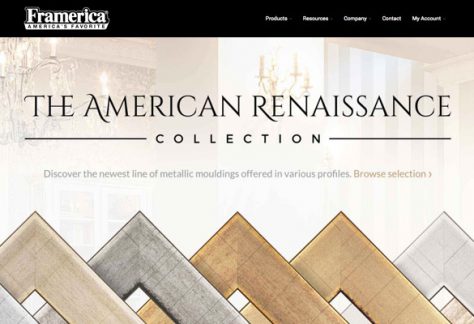 Framerica
AMERICA'S FAVORITE
Products
Resources
Company
Contact
My Account
THE AMERICAN RENAISSANCE
COLLECTION
Discover the newest line of metallic mouldings offered in various profiles. Browse selection ›